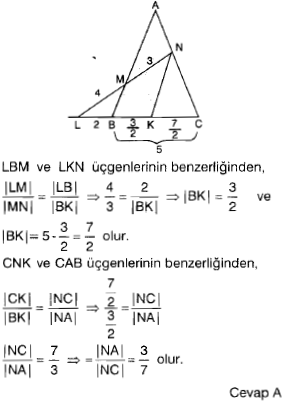 A
3
N
M
4
L 2 B 3/2 K 7/2 C
5
LBM ve LKN üçgenlerinin benzerliğinden,
|LM|/|MN| = |LB|/|BK| ⇒ 4/3 = 2/|BK| ⇒ |BK| = 3/2 ve
|BK| = 5 - 3/2 = 7/2 olur.
CNK ve CAB üçgenlerinin benzerliğinden,
|CK|/|BK| = |NC|/|NA| ⇒ (7/2)/(3/2) = |NC|/|NA|
|NC|/|NA| = 7/3 ⇒ = |NA|/|NC| = 3/7 olur.
Cevap A